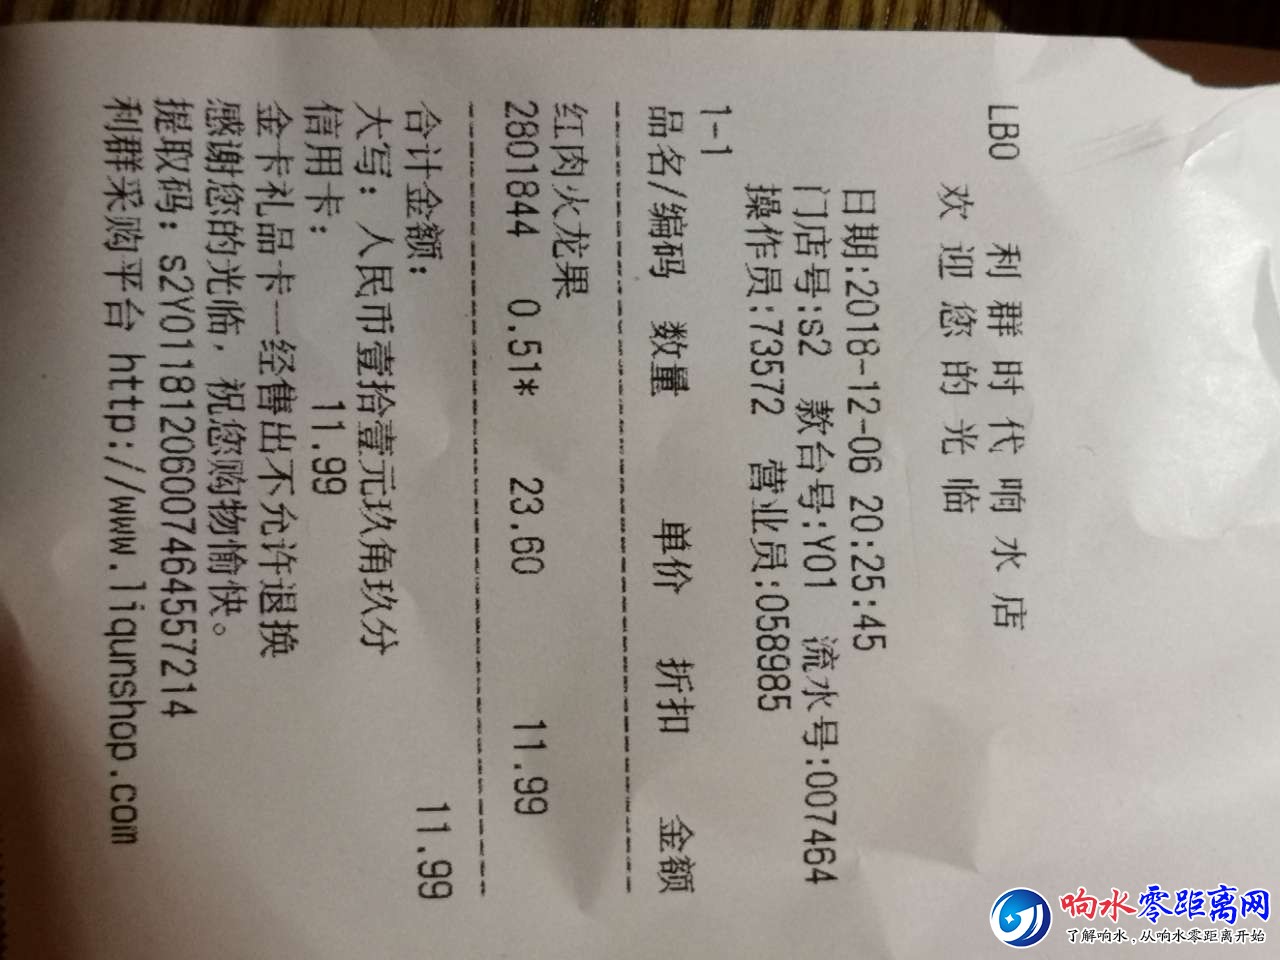 LBO 利群时代响水店
欢迎您的光临
日期:2018-12-06 20:25:45
门店号:s2 款台号:Y01 流水号:007464
操作员:73572 营业员:058985
1-1
品名/编码 数量 单价 折扣 金额
红肉火龙果
2801844 0.51* 23.60 11.99
合计金额: 11.99
大写: 人民币壹拾壹元玖角玖分
信用卡: 11.99
金卡礼品卡一经售出不允许退换
感谢您的光临, 祝您购物愉快。
提取码: s2Y01181206007464557214
利群采购平台 http://www.liqunshop.com
响水零距离网
了解响水,从响水零距离开始